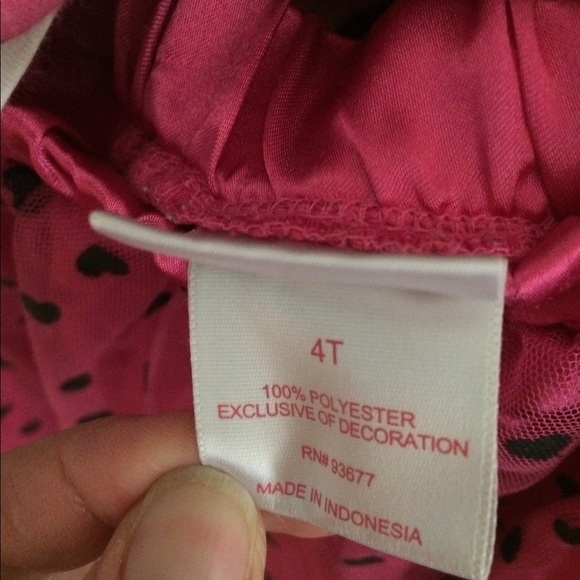 4T
100% POLYESTER
EXCLUSIVE OF DECORATION
RN# 93677
MADE IN INDONESIA